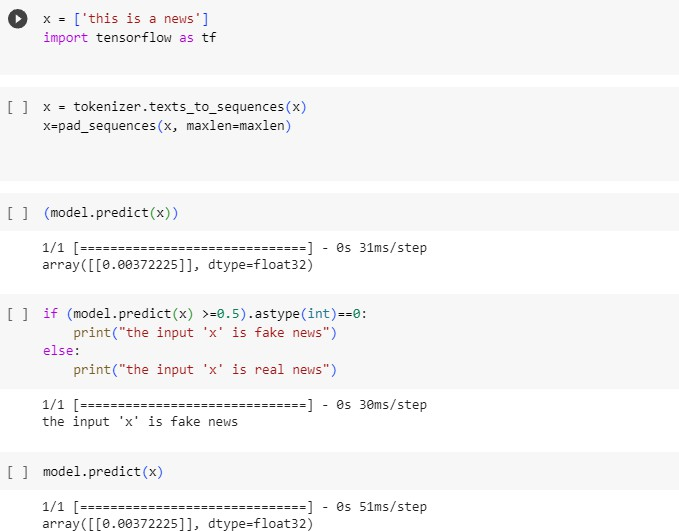 x = ['this is a news']
import tensorflow as tf
[ ] x = tokenizer.texts_to_sequences(x)
x=pad_sequences(x, maxlen=maxlen)
[ ] (model.predict(x))
1/1 [==============================] - 0s 31ms/step
array([[0.00372225]], dtype=float32)
[ ] if (model.predict(x) >=0.5).astype(int)==0:
    print("the input 'x' is fake news")
else:
    print("the input 'x' is real news")
1/1 [==============================] - 0s 30ms/step
the input 'x' is fake news
[ ] model.predict(x)
1/1 [==============================] - 0s 51ms/step
array([[0.00372225]], dtype=float32)